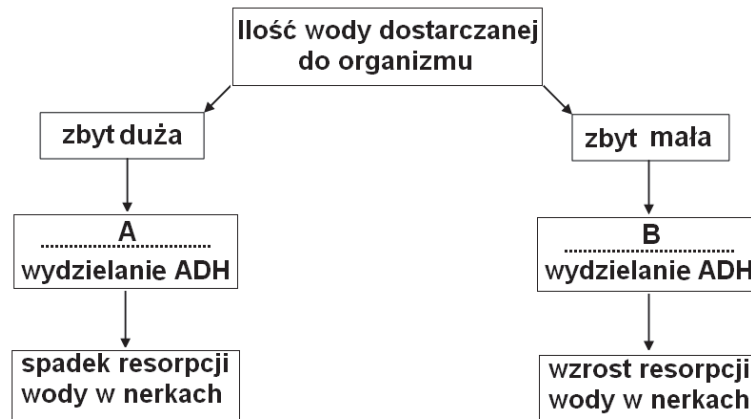 Ilość wody dostarczanej
do organizmu
zbyt duża
zbyt mała
A
wydzielanie ADH
B
wydzielanie ADH
spadek resorpcji
wody w nerkach
wzrost resorpcji
wody w nerkach